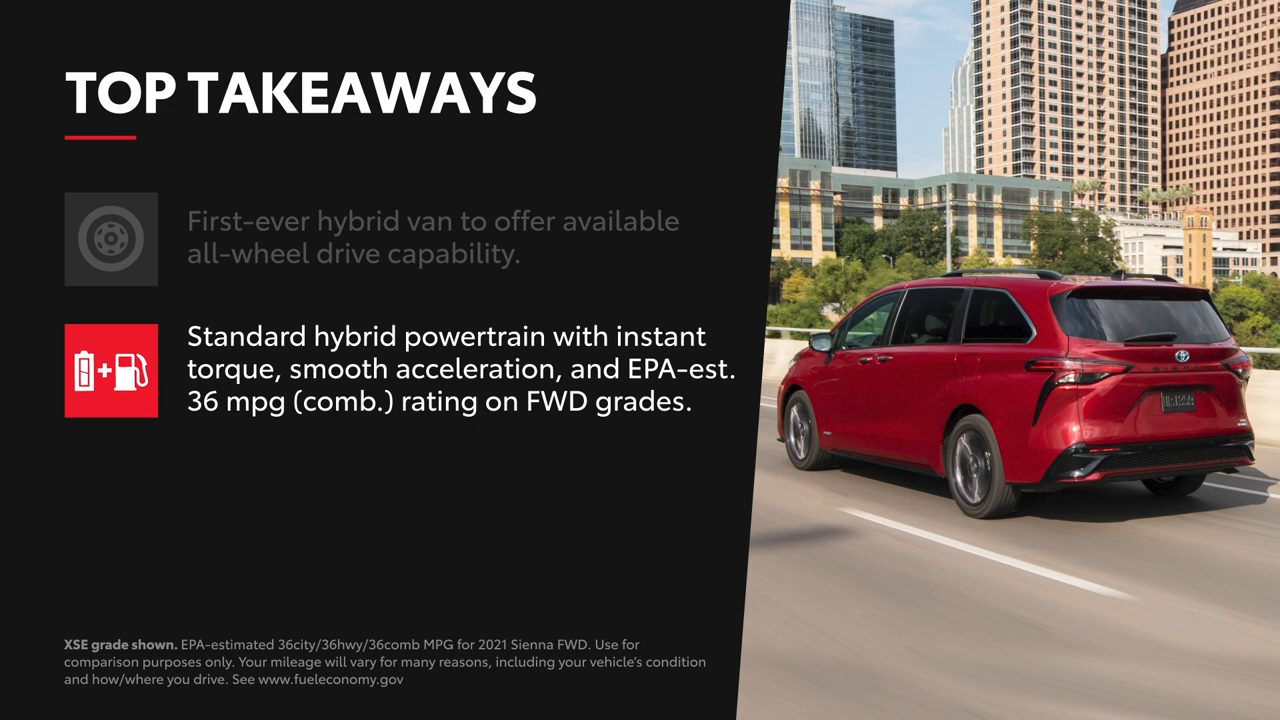 TOP TAKEAWAYS
First-ever hybrid van to offer available
all-wheel drive capability.
Standard hybrid powertrain with instant
torque, smooth acceleration, and EPA-est.
36 mpg (comb.) rating on FWD grades.
SIENNA
XSE grade shown. EPA-estimated 36city/36hwy/36comb MPG for 2021 Sienna FWD. Use for
comparison purposes only. Your mileage will vary for many reasons, including your vehicle's condition
and how/where you drive. See www.fueleconomy.gov